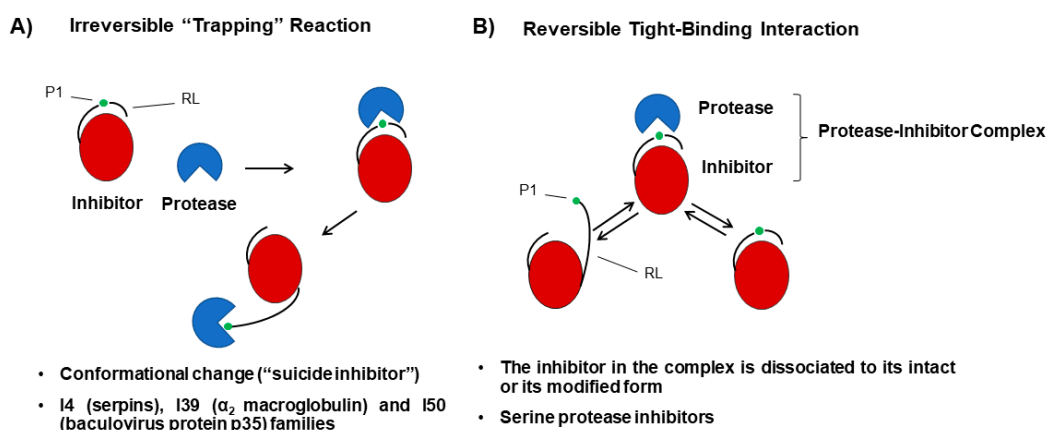 A) Irreversible “Trapping” Reaction
P1
RL
Inhibitor
Protease
• Conformational change (“suicide inhibitor”)
• I4 (serpins), I39 (α₂ macroglobulin) and I50
(baculovirus protein p35) families
B) Reversible Tight-Binding Interaction
Protease
Inhibitor
Protease-Inhibitor Complex
P1
RL
• The inhibitor in the complex is dissociated to its intact
or its modified form
• Serine protease inhibitors